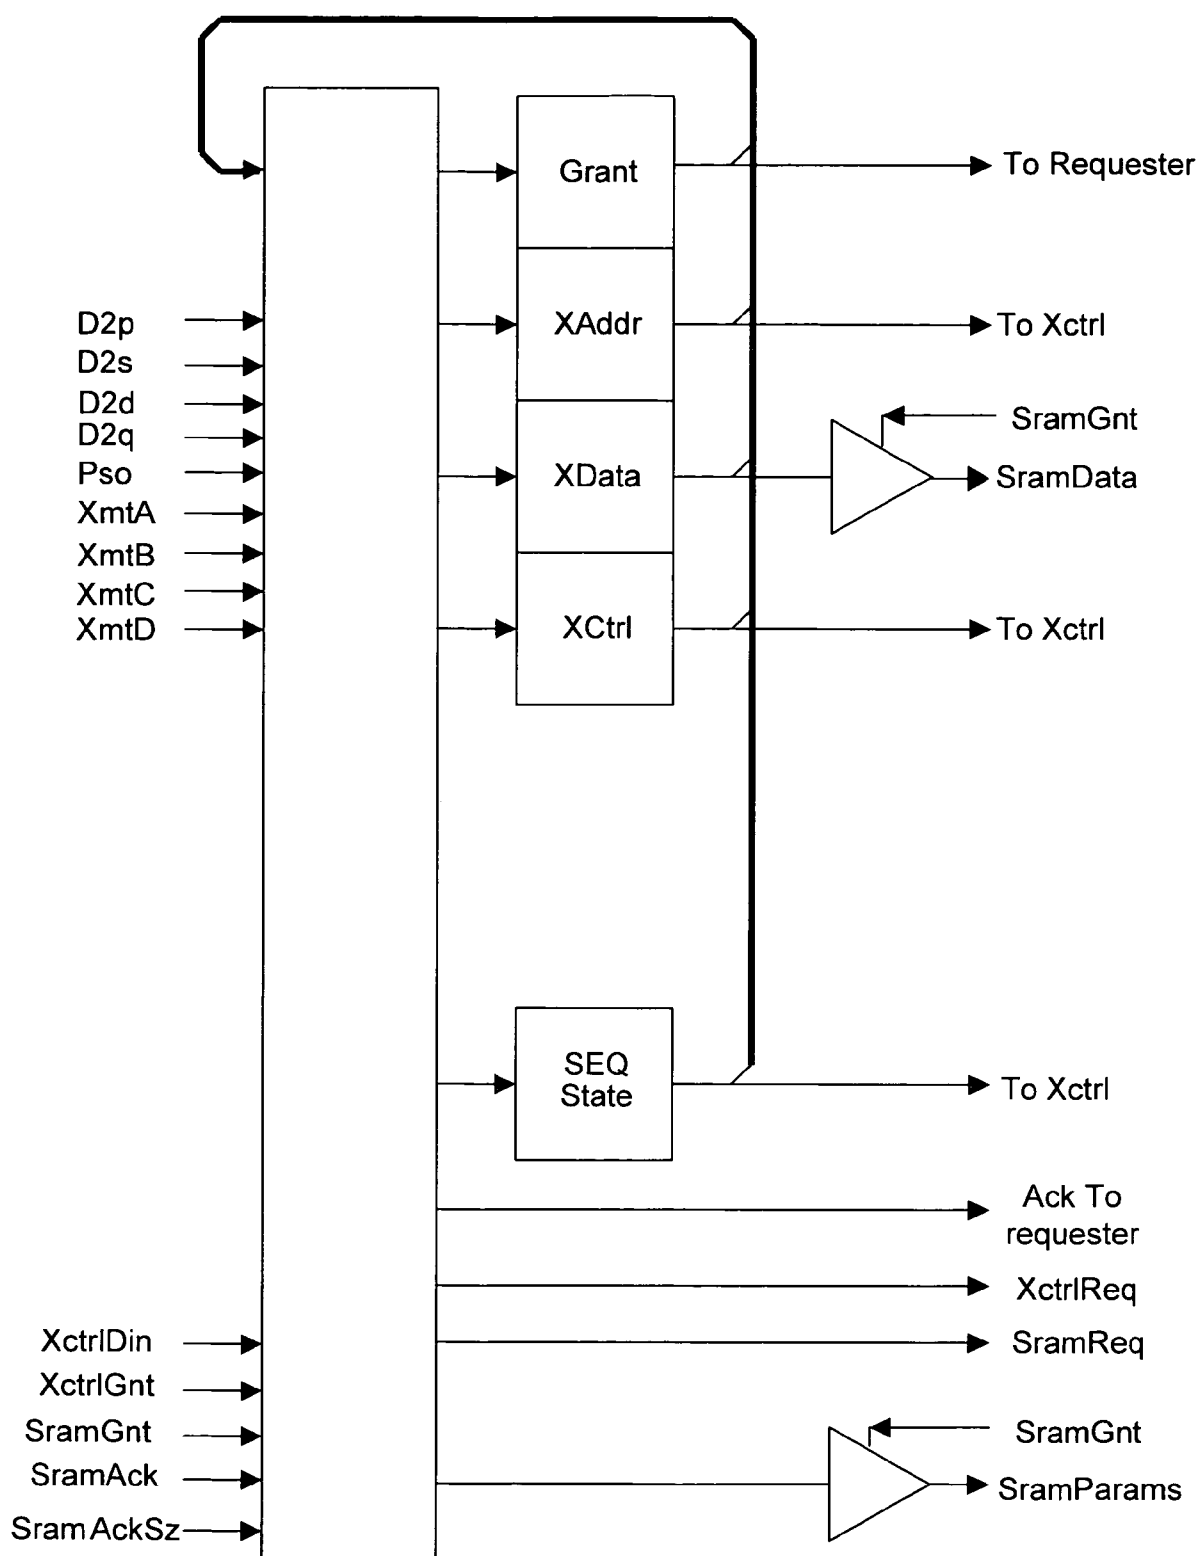 Grant
To Requester
D2p
XAddr
To Xctrl
D2s
D2d
SramGnt
D2q
Pso
XData
SramData
XmtA
XmtB
XmtC
XmtD
XCtrl
To Xctrl
SEQ
State
To Xctrl
Ack To
requester
XctrlReq
XctrlDin
SramReq
XctrlGnt
SramGnt
SramGnt
SramAck
SramParams
SramAckSz